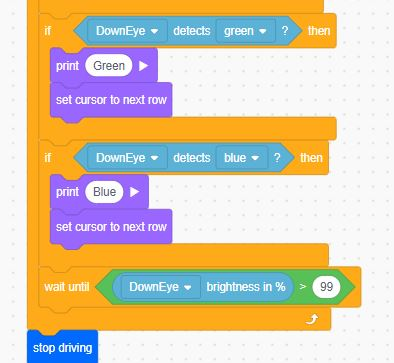 if DownEye detects green ? then
print Green
set cursor to next row
if DownEye detects blue ? then
print Blue
set cursor to next row
wait until DownEye brightness in % > 99
stop driving